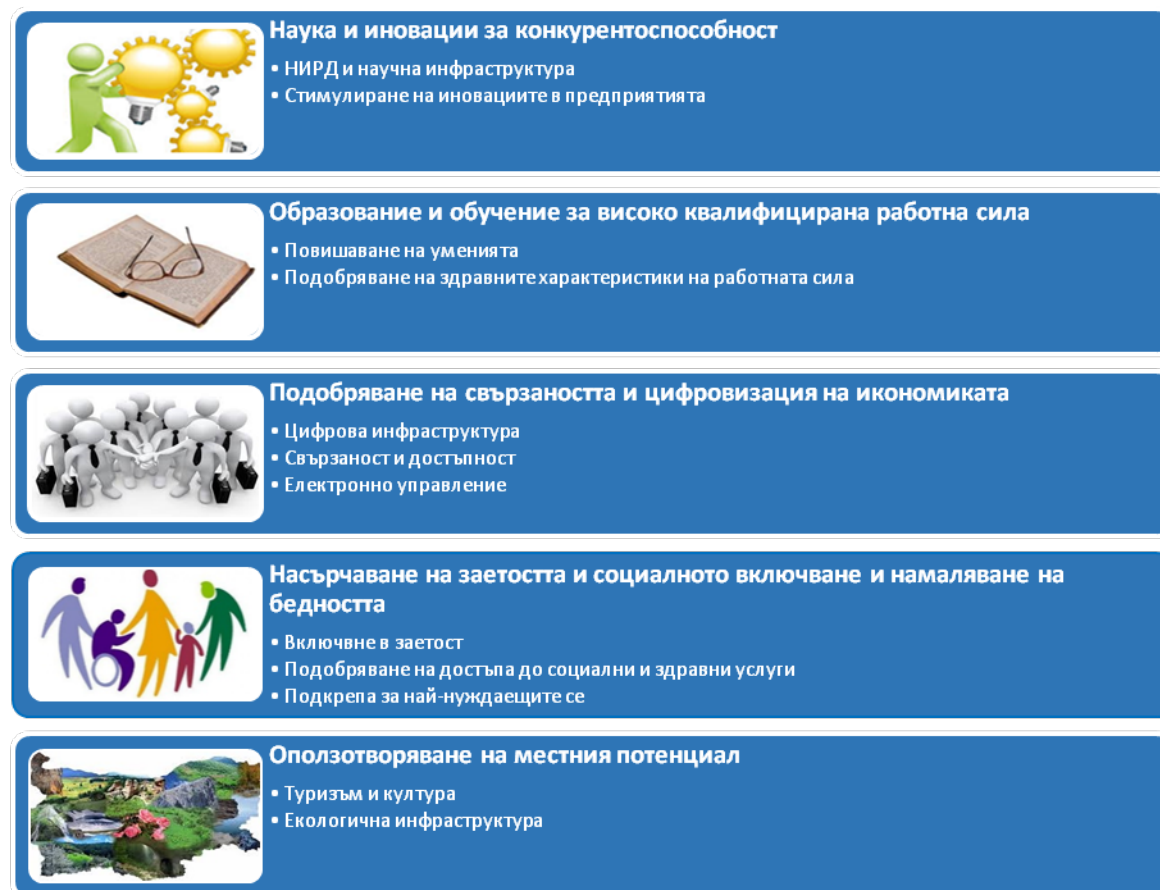 Наука и иновации за конкурентоспособност
• НИРД и научна инфраструктура
• Стимулиране на иновациите в предприятията
Образование и обучение за високо квалифицирана работна сила
• Повишаване на уменията
• Подобряване на здравните характеристики на работната сила
Подобряване на свързаността и цифровизация на икономиката
• Цифрова инфраструктура
• Свързаност и достъпност
• Електронно управление
Насърчаване на заетостта и социалното включване и намаляване на
бедността
• Включвне в заетост
• Подобряване на достъпа до социални и здравни услуги
• Подкрепа за най-нуждаещите се
Оползотворяване на местния потенциал
• Туризъм и култура
• Екологична инфраструктура